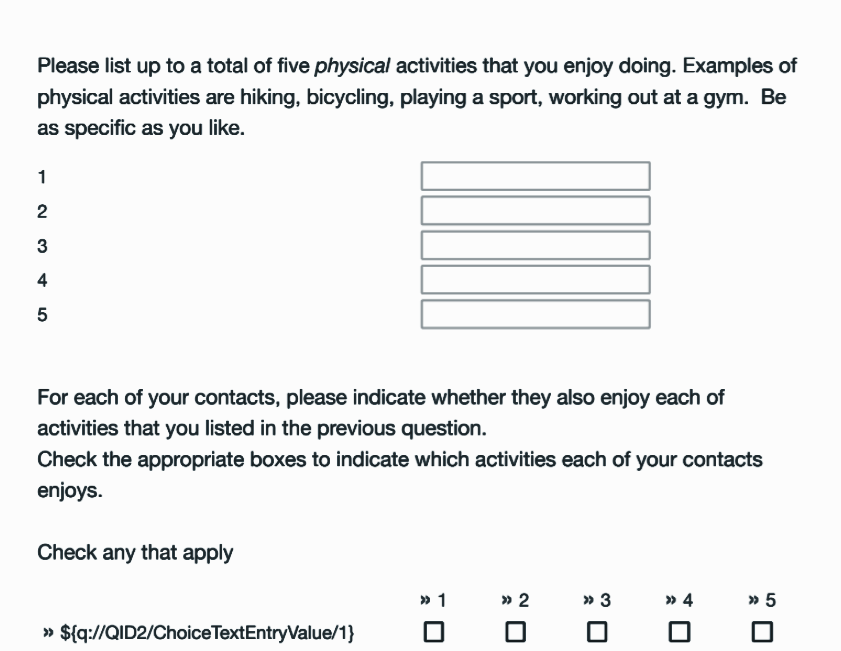 Please list up to a total of five physical activities that you enjoy doing. Examples of
physical activities are hiking, bicycling, playing a sport, working out at a gym.  Be
as specific as you like.
1
2
3
4
5
For each of your contacts, please indicate whether they also enjoy each of
activities that you listed in the previous question.
Check the appropriate boxes to indicate which activities each of your contacts
enjoys.
Check any that apply
» 1 » 2 » 3 » 4 » 5
» ${q://QID2/ChoiceTextEntryValue/1}